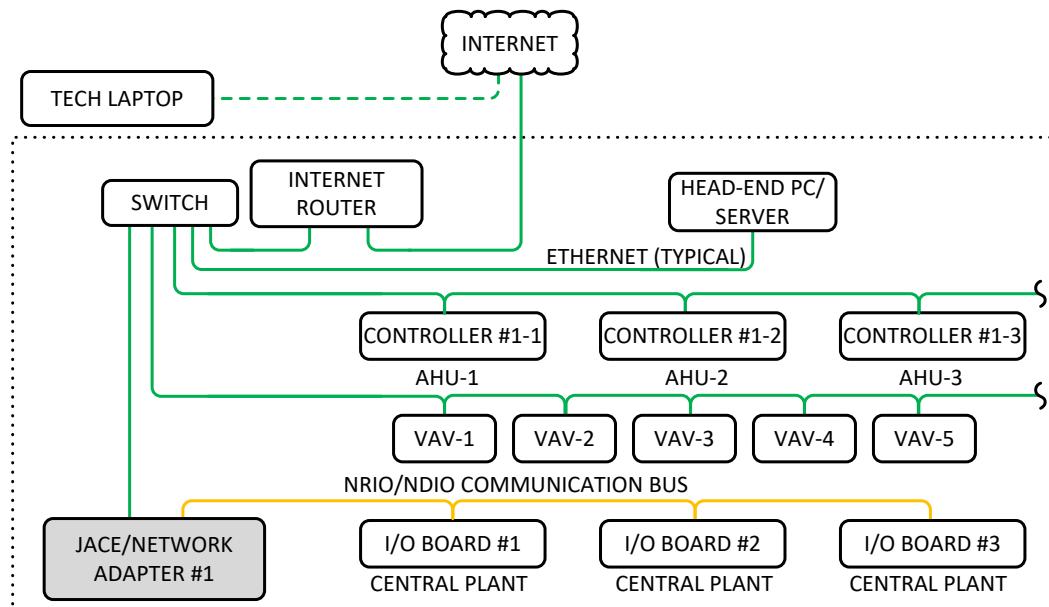 INTERNET
TECH LAPTOP
SWITCH
INTERNET
ROUTER
HEAD-END PC/
SERVER
ETHERNET (TYPICAL)
CONTROLLER #1-1
CONTROLLER #1-2
CONTROLLER #1-3
AHU-1
AHU-2
AHU-3
VAV-1
VAV-2
VAV-3
VAV-4
VAV-5
NRIO/NDIO COMMUNICATION BUS
JACE/NETWORK
ADAPTER #1
I/O BOARD #1
I/O BOARD #2
I/O BOARD #3
CENTRAL PLANT
CENTRAL PLANT
CENTRAL PLANT